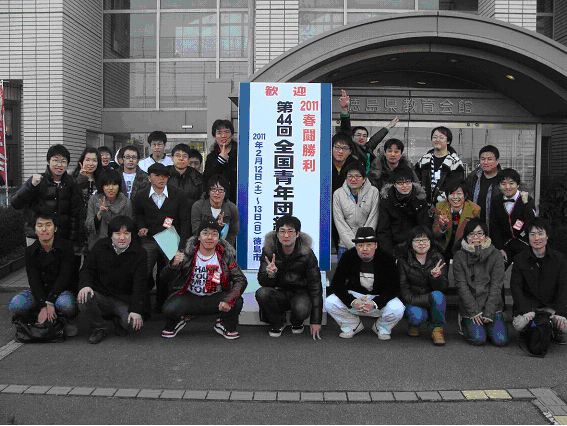 徳島県教育会館
歓迎
2011春闘勝利
第44回全国青年団
2011年2月12日(土)
~13日(日)徳島市
THANK
YOU